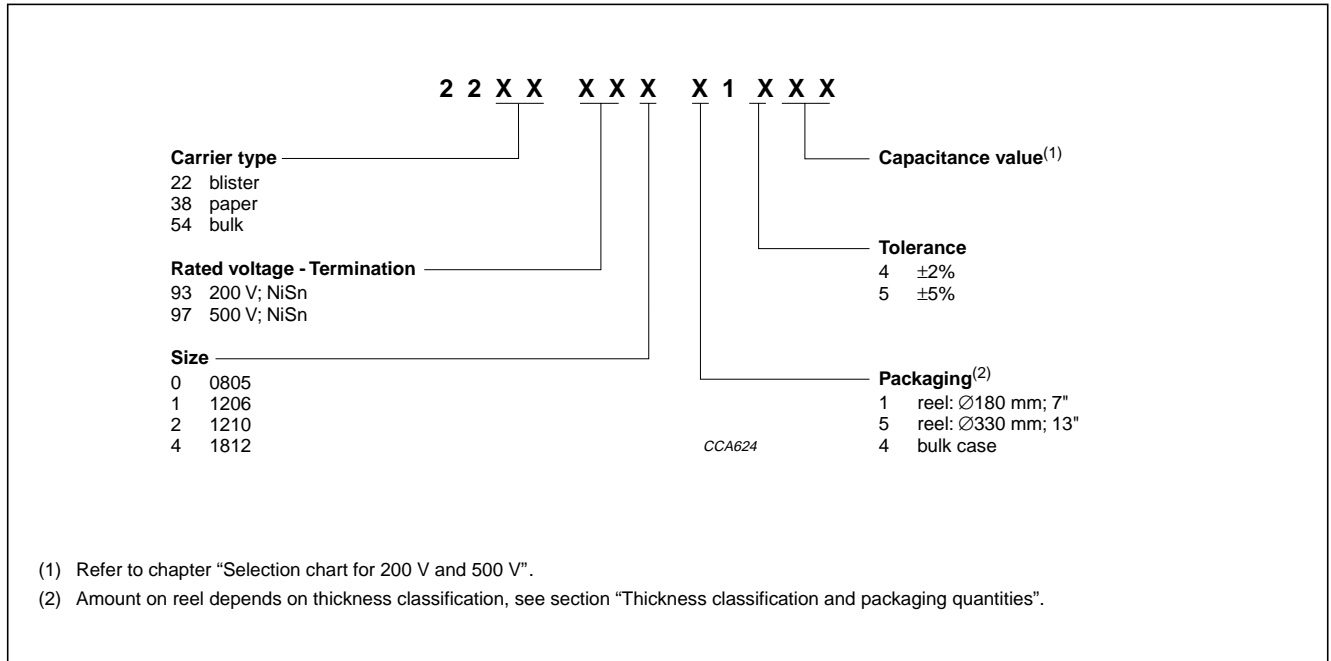 2 2 X X X X X X 1 X X X
Carrier type
22 blister
38 paper
54 bulk
Rated voltage - Termination
93 200 V; NiSn
97 500 V; NiSn
Size
0 0805
1 1206
2 1210
4 1812
Capacitance value(1)
Tolerance
4 ±2%
5 ±5%
Packaging(2)
1 reel: ∅180 mm; 7"
5 reel: ∅330 mm; 13"
4 bulk case
CCA624
(1) Refer to chapter “Selection chart for 200 V and 500 V”.
(2) Amount on reel depends on thickness classification, see section “Thickness classification and packaging quantities”.